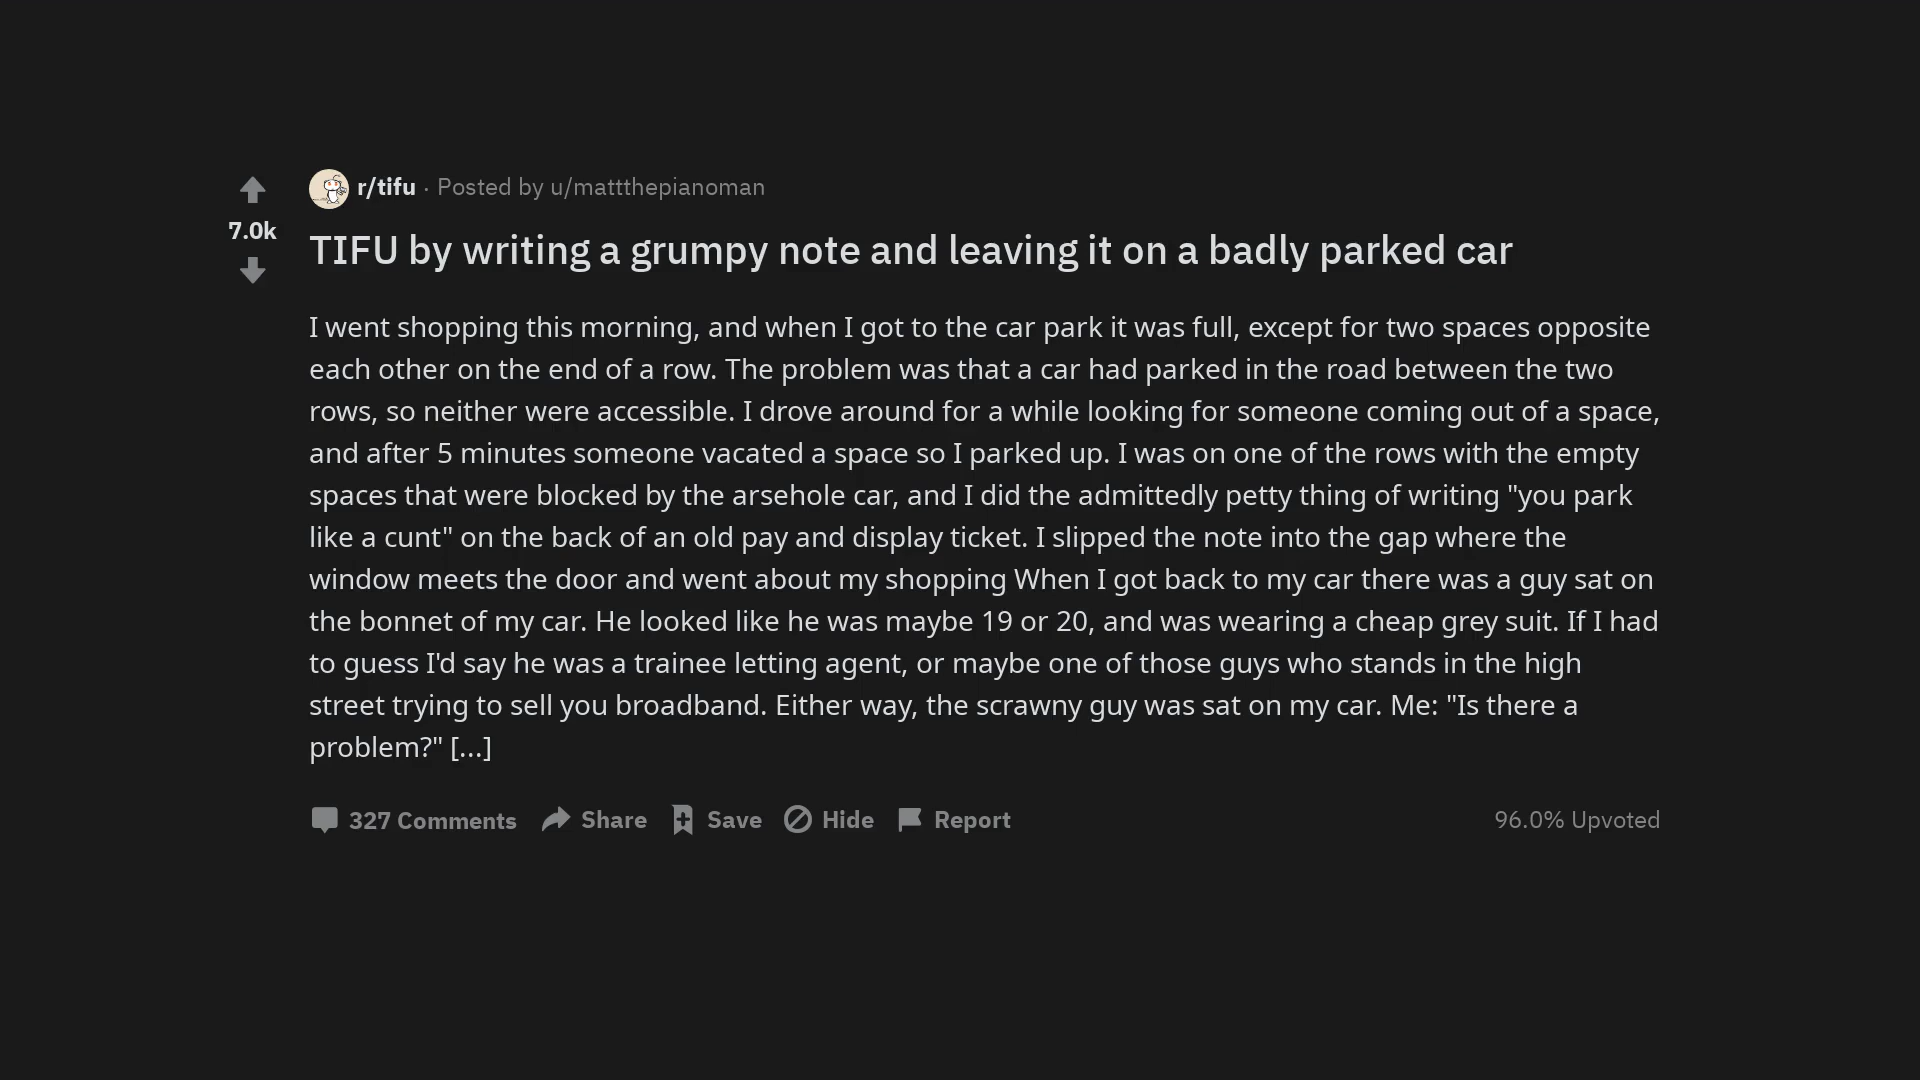 r/tifu · Posted by u/mattthepianoman
7.0k
TIFU by writing a grumpy note and leaving it on a badly parked car
I went shopping this morning, and when I got to the car park it was full, except for two spaces opposite
each other on the end of a row. The problem was that a car had parked in the road between the two
rows, so neither were accessible. I drove around for a while looking for someone coming out of a space,
and after 5 minutes someone vacated a space so I parked up. I was on one of the rows with the empty
spaces that were blocked by the arsehole car, and I did the admittedly petty thing of writing "you park
like a cunt" on the back of an old pay and display ticket. I slipped the note into the gap where the
window meets the door and went about my shopping When I got back to my car there was a guy sat on
the bonnet of my car. He looked like he was maybe 19 or 20, and was wearing a cheap grey suit. If I had
to guess I'd say he was a trainee letting agent, or maybe one of those guys who stands in the high
street trying to sell you broadband. Either way, the scrawny guy was sat on my car. Me: "Is there a
problem?" [...]
327 Comments Share Save Hide Report 96.0% Upvoted